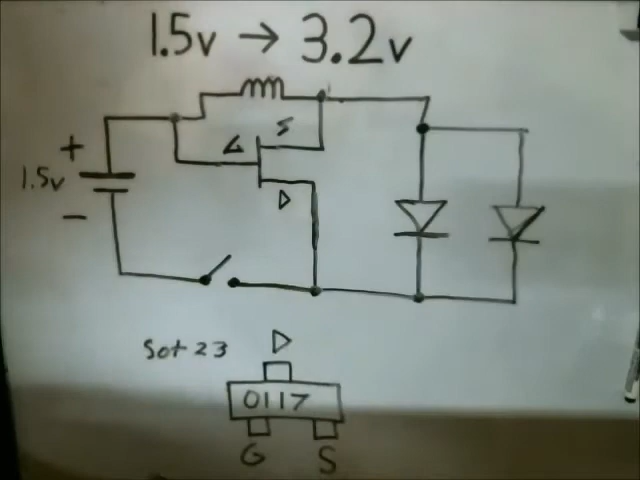 1.5v → 3.2v
S
G
+
1.5v
D
−
Sot 23
D
0117
G
S